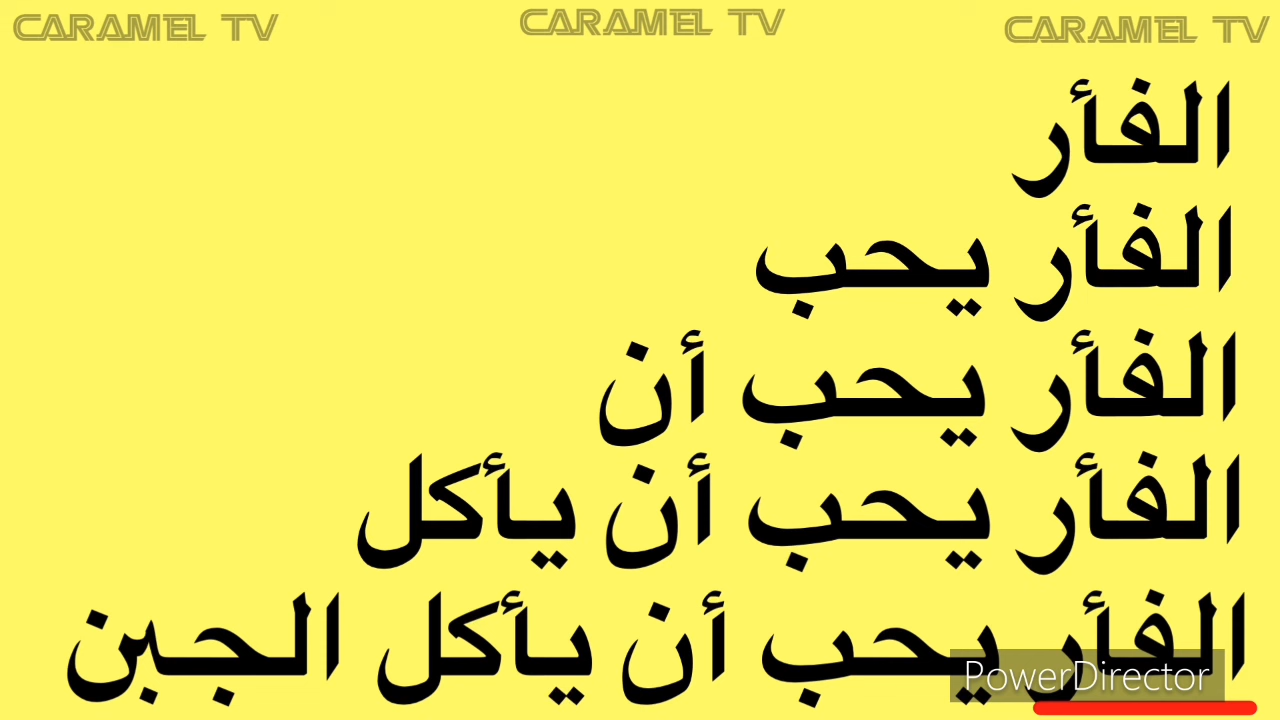 CARAMEL TV CARAMEL TV CARAMEL TV
الفأر
الفأر يحب
الفأر يحب أن
الفأر يحب أن يأكل
الفأر يحب أن يأكل الجبن
PowerDirector